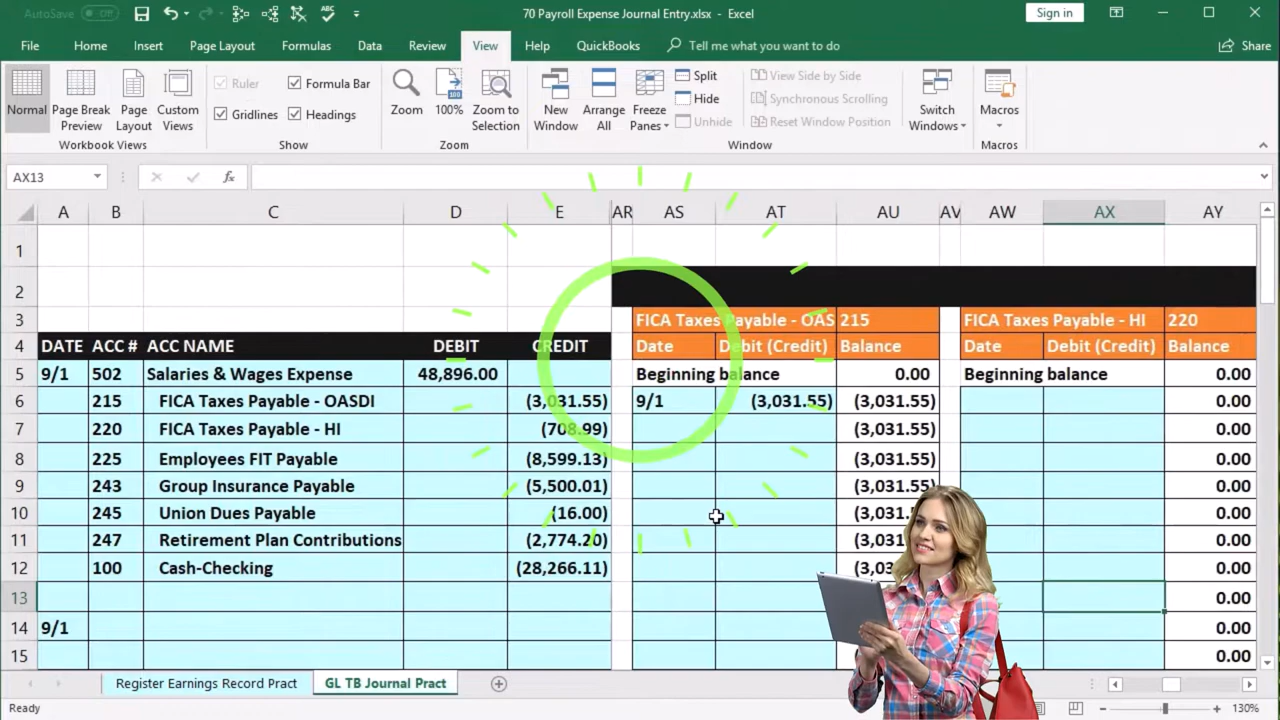 AutoSave Off 70 Payroll Expense Journal Entry.xlsx - Excel Sign in
File Home Insert Page Layout Formulas Data Review View Help QuickBooks Tell me what you want to do Share
Normal Page Break Preview Page Layout Custom Views
Workbook Views
Ruler Formula Bar
Gridlines Headings
Show
Zoom 100% Zoom to Selection
Zoom
New Window Arrange All Freeze Panes
Split
Hide
Unhide
View Side by Side
Synchronous Scrolling
Reset Window Position
Window
Switch Windows
Macros
Macros
AX13 fx
A B C D E AR AS AT AU AV AW AX AY
1
2
FICA Taxes Payable - OAS 215 FICA Taxes Payable - HI 220
4 DATE ACC # ACC NAME DEBIT CREDIT Date Debit (Credit) Balance Date Debit (Credit) Balance
5 9/1 502 Salaries & Wages Expense 48,896.00 Beginning balance 0.00 Beginning balance 0.00
6 215 FICA Taxes Payable - OASDI (3,031.55) 9/1 (3,031.55) (3,031.55) 0.00
7 220 FICA Taxes Payable - HI (708.99) (3,031.55) 0.00
8 225 Employees FIT Payable (8,599.13) (3,031.55) 0.00
9 243 Group Insurance Payable (5,500.01) (3,031.55) 0.00
10 245 Union Dues Payable (16.00) (3,031. 0.00
11 247 Retirement Plan Contributions (2,774.20) (3,031. 0.00
12 100 Cash-Checking (28,266.11) (3,03 0.00
13 0.00
14 9/1 0.00
15 0.00
Register Earnings Record Pract GL TB Journal Pract
Ready 130%